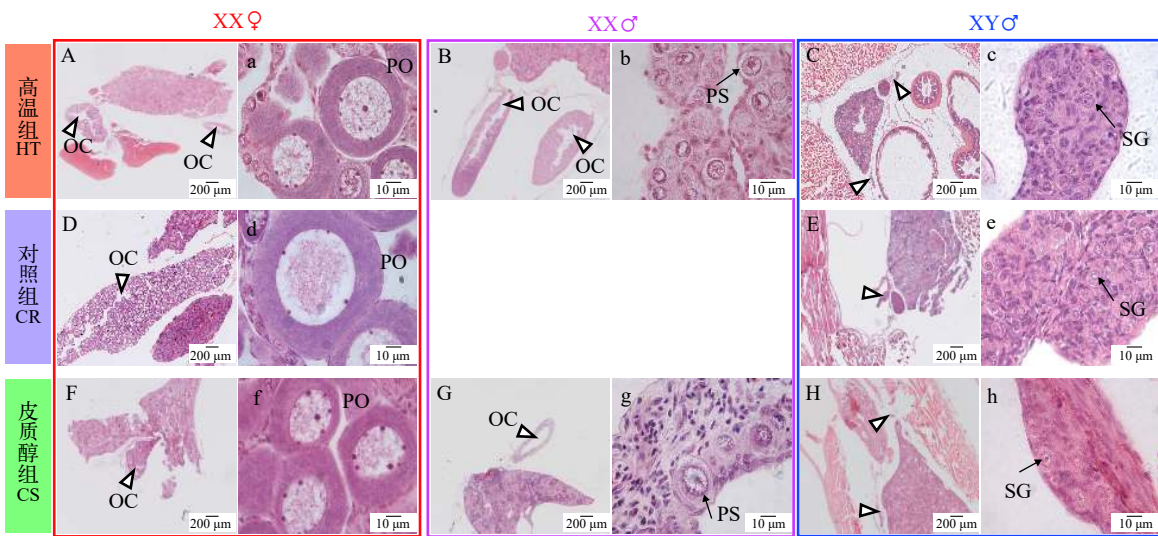 XX♀ XX♂ XY♂
高温组
HT
A OC OC 200 μm a PO 10 μm B OC OC 200 μm b PS 10 μm C 200 μm c SG 10 μm
对照组
CR
D OC 200 μm d PO 10 μm E 200 μm e SG 10 μm
皮质醇组
CS
F OC 200 μm f PO 10 μm G OC 200 μm g PS 10 μm H 200 μm h SG 10 μm